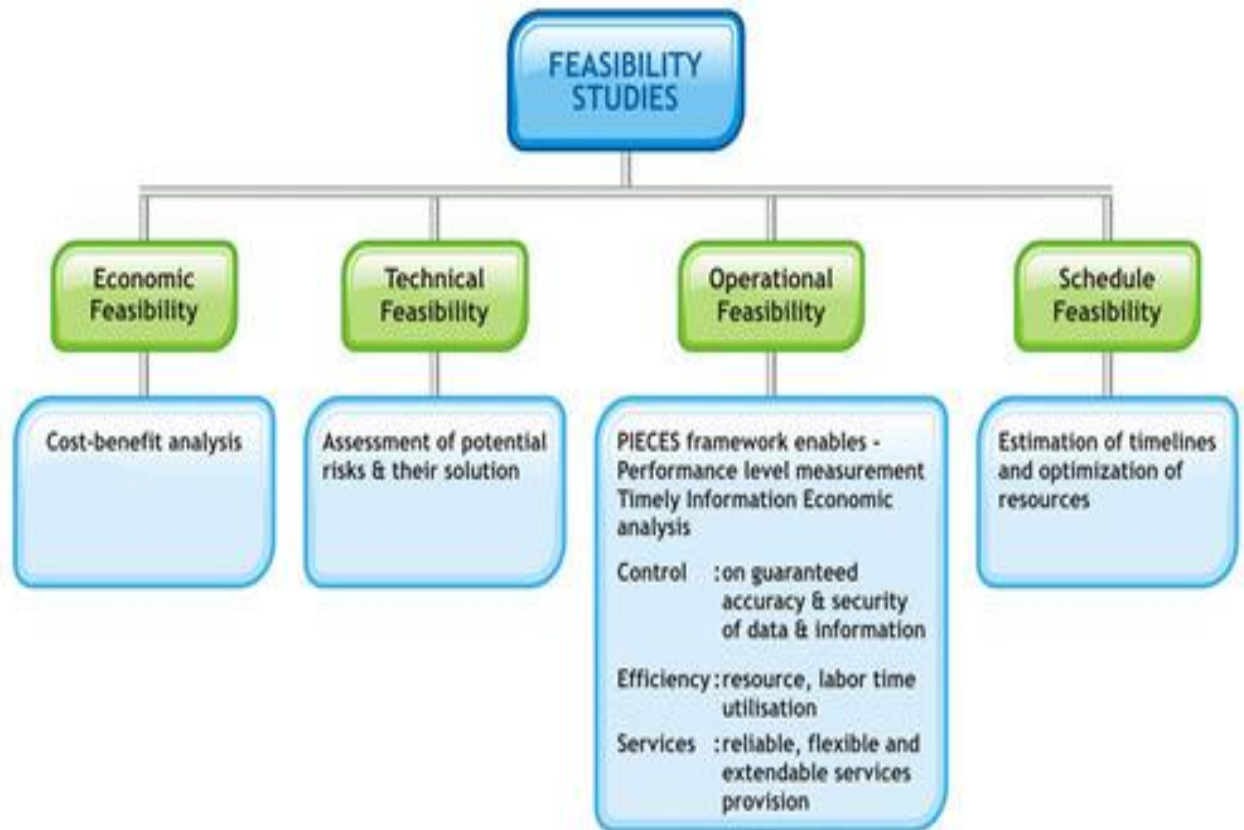 FEASIBILITY
STUDIES
Economic
Feasibility
Cost-benefit analysis
Technical
Feasibility
Assessment of potential
risks & their solution
Operational
Feasibility
PIECES framework enables -
Performance level measurement
Timely Information Economic
analysis
Control : on guaranteed
accuracy & security
of data & information
Efficiency : resource, labor time
utilisation
Services : reliable, flexible and
extendable services
provision
Schedule
Feasibility
Estimation of timelines
and optimization of
resources